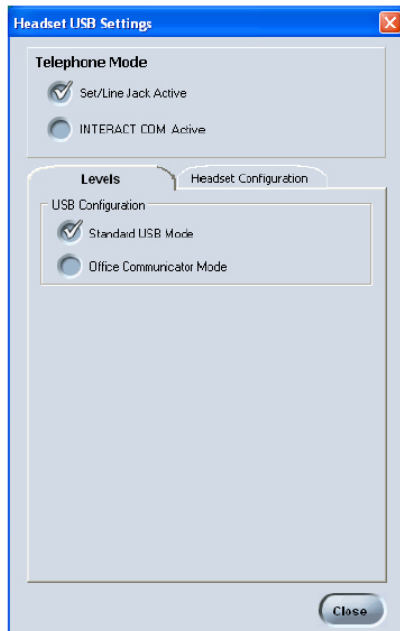 Headset USB Settings
Telephone Mode
Set/Line Jack Active
INTERACT COM Active
Levels
Headset Configuration
USB Configuration
Standard USB Mode
Office Communicator Mode
Close